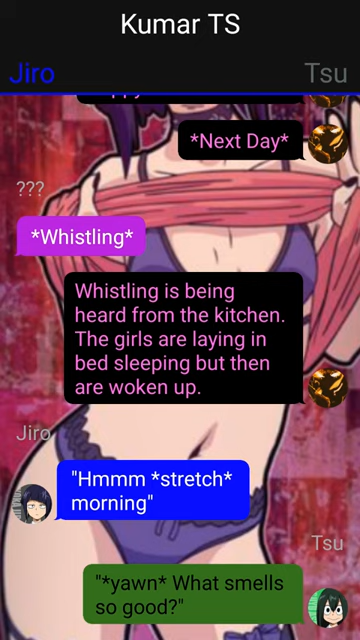 Kumar TS
Jiro
Tsu
*Next Day*
???
*Whistling*
Whistling is being
heard from the kitchen.
The girls are laying in
bed sleeping but then
are woken up.
Jiro
"Hmmm *stretch*
morning"
Tsu
"*yawn* What smells
so good?"